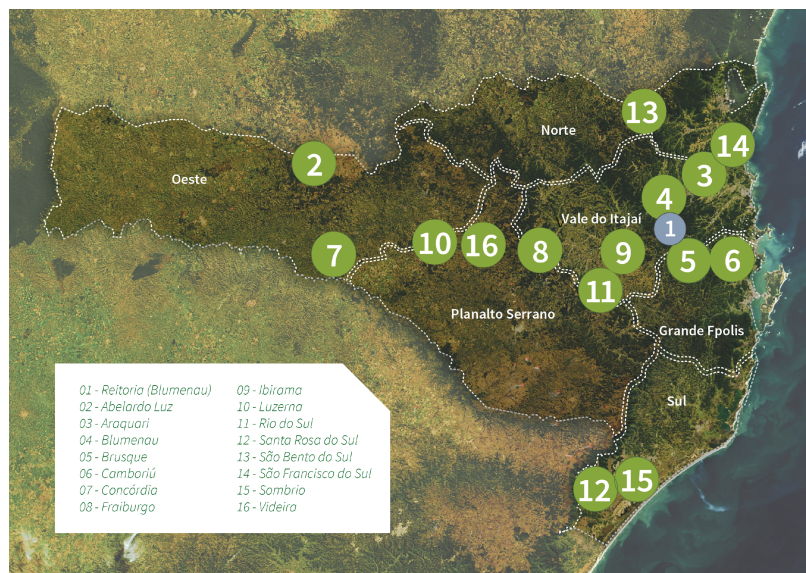 13
Norte
14
2
3
Oeste
4
Vale do Itajaí
1
7
10
16
8
9
5
6
11
Planalto Serrano
Grande Fpolis
Sul
12
15
01 - Reitoria (Blumenau)
02 - Abelardo Luz
03 - Araquari
04 - Blumenau
05 - Brusque
06 - Camboriú
07 - Concórdia
08 - Fraiburgo
09 - Ibirama
10 - Luzerna
11 - Rio do Sul
12 - Santa Rosa do Sul
13 - São Bento do Sul
14 - São Francisco do Sul
15 - Sombrio
16 - Videira